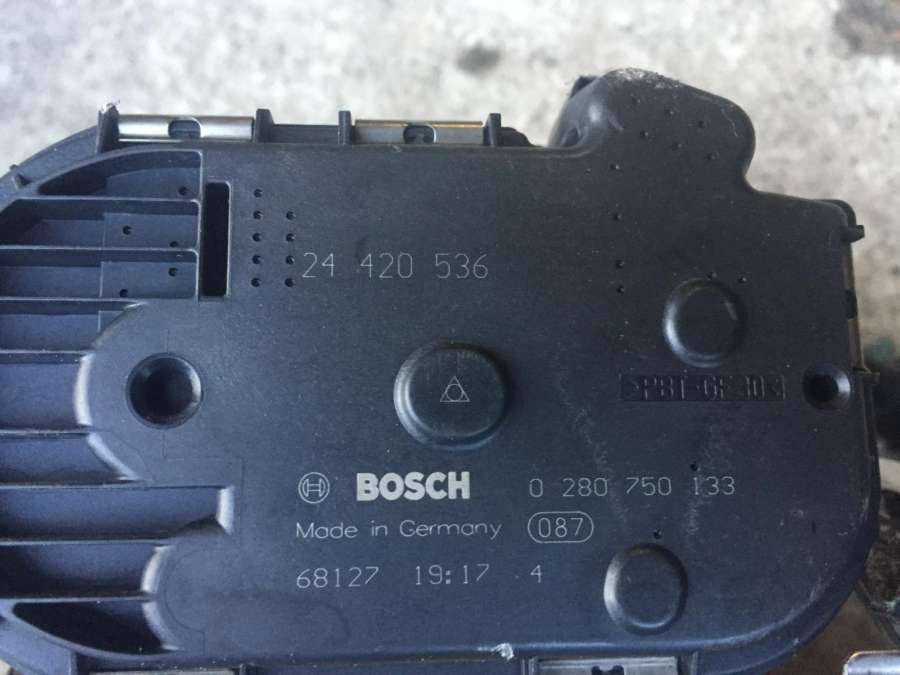 24 420 536
>PBT-GF30<
BOSCH 0 280 750 133
Made in Germany 087
68127 19:17 4